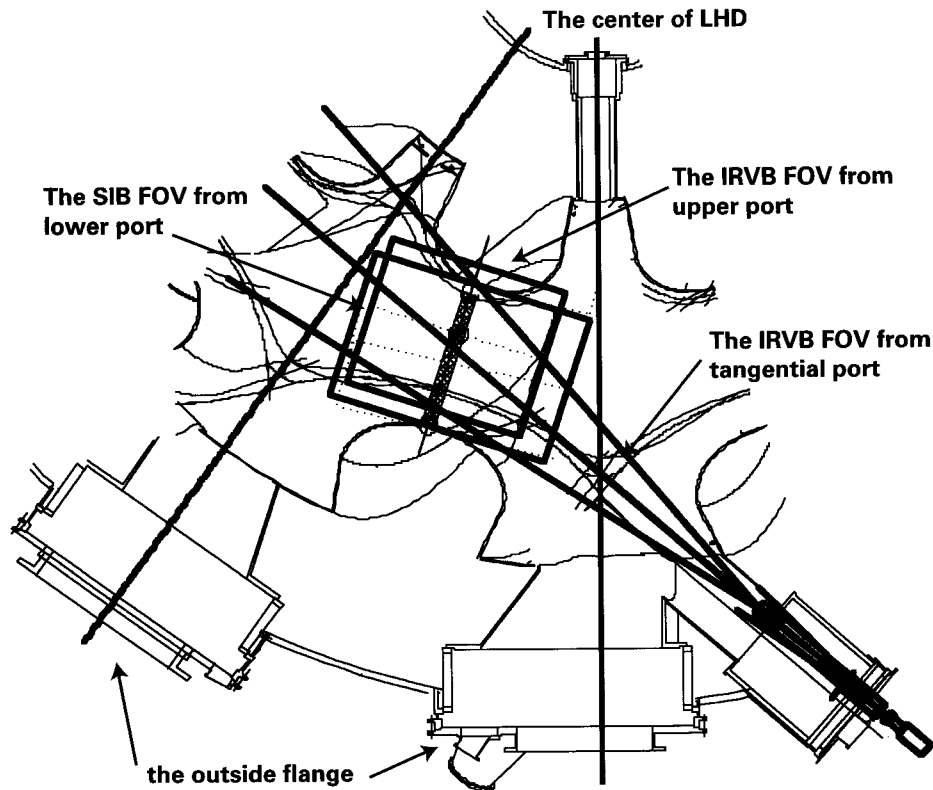 The center of LHD
The SIB FOV from
lower port
The IRVB FOV from
upper port
The IRVB FOV from
tangential port
the outside flange